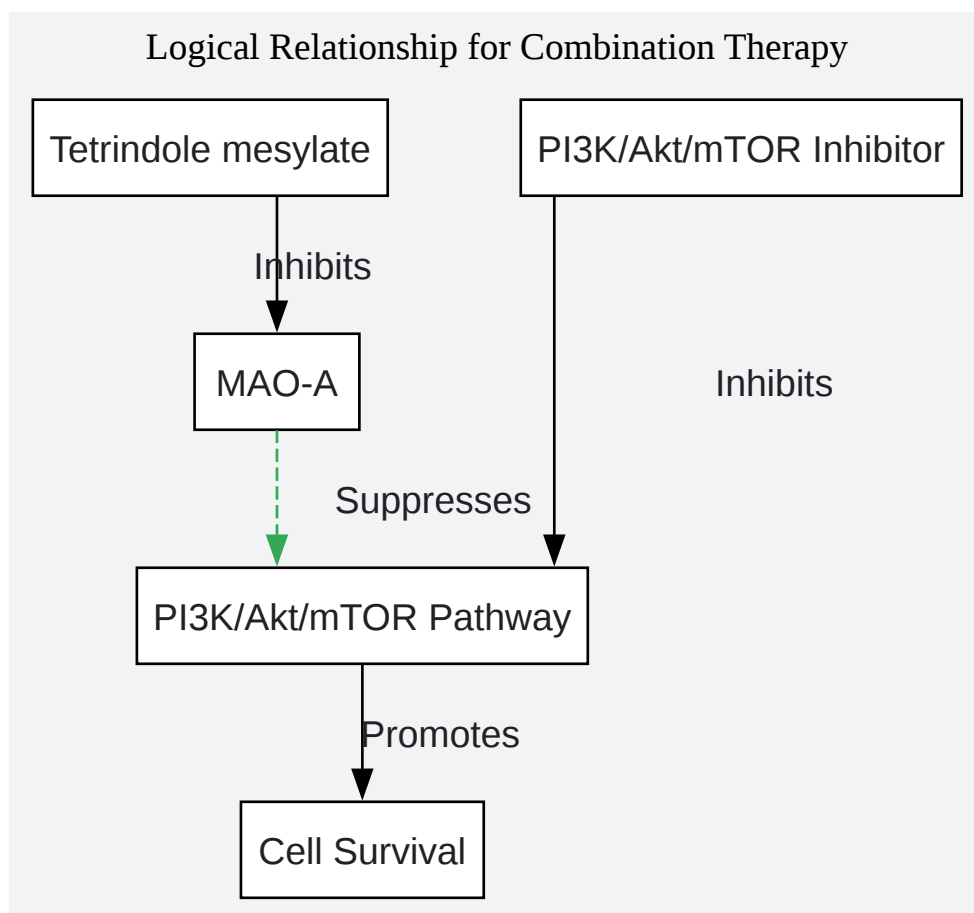 Logical Relationship for Combination Therapy
Tetrindole mesylate
PI3K/Akt/mTOR Inhibitor
Inhibits
MAO-A
Inhibits
Suppresses
PI3K/Akt/mTOR Pathway
Promotes
Cell Survival